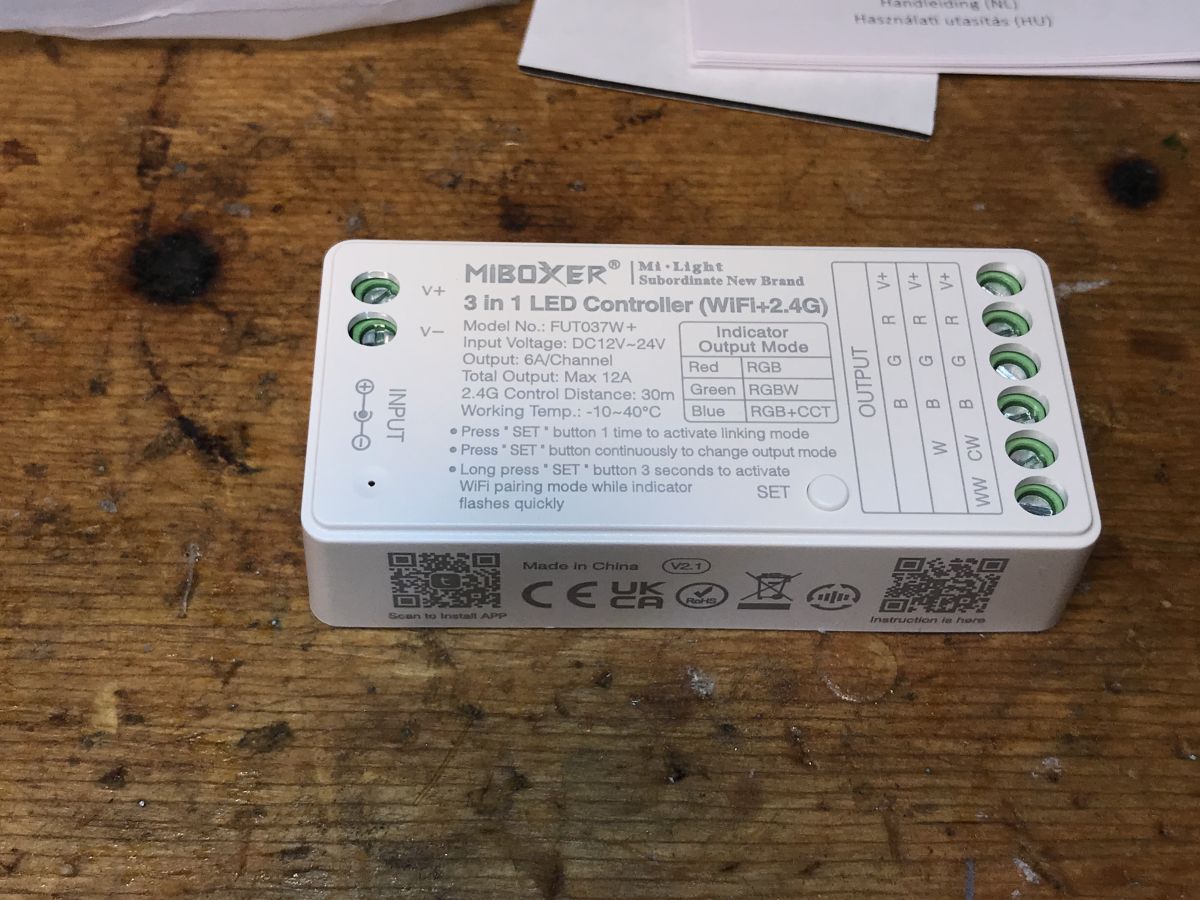 Handleiding (NL)
Használati utasítás (HU)
MIBOXER® | Mi·Light
Subordinate New Brand
3 in 1 LED Controller (WiFi+2.4G)
Model No.: FUT037W+
Input Voltage: DC12V~24V
Output: 6A/Channel
Total Output: Max 12A
2.4G Control Distance: 30m
Working Temp.: -10~40°C
Indicator
Output Mode
Red RGB
Green RGBW
Blue RGB+CCT
• Press " SET " button 1 time to activate linking mode
• Press " SET " button continuously to change output mode
• Long press " SET " button 3 seconds to activate
WiFi pairing mode while indicator
flashes quickly
SET
V+
V−
INPUT
⊕
⊖
OUTPUT
V+ R G B
V+ R G B W
V+ R G B CW WW
Made in China V2.1
CE UK CA RoHS
Scan to Install APP
Instruction is here